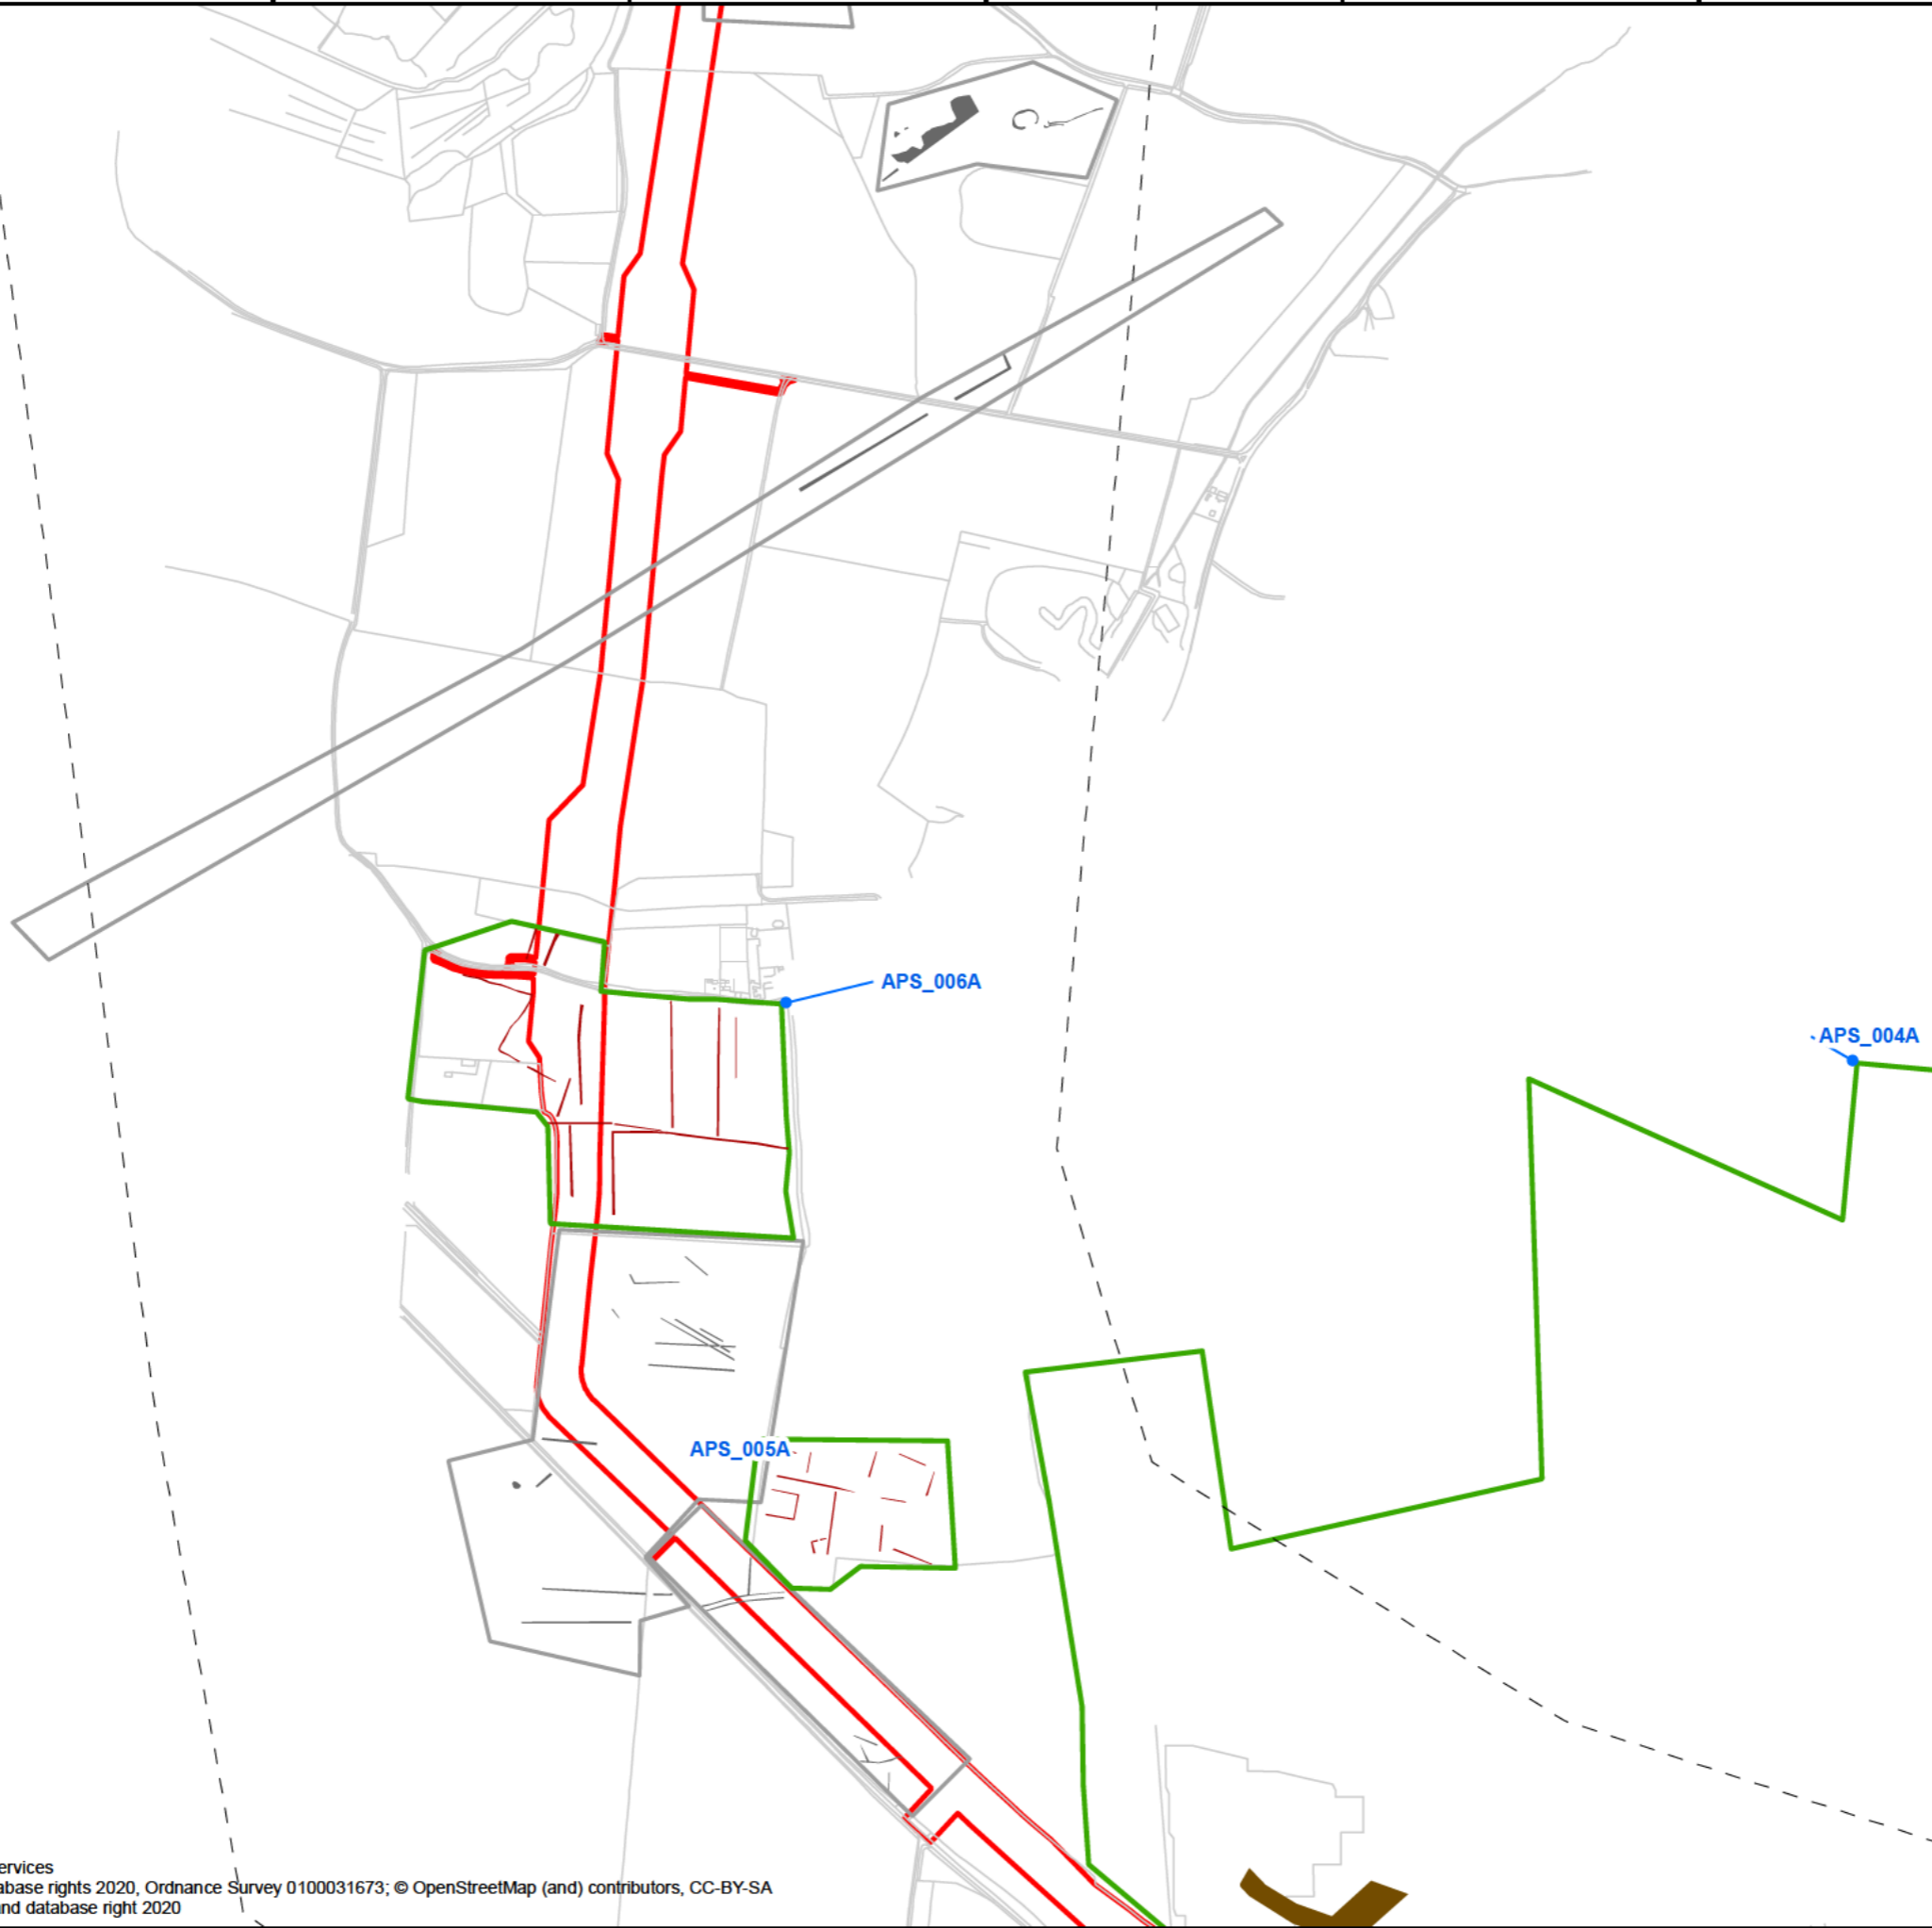 APS_006A
APS_004A
APS_005A
ervices
abase rights 2020, Ordnance Survey 0100031673; © OpenStreetMap (and) contributors, CC-BY-SA
nd database right 2020